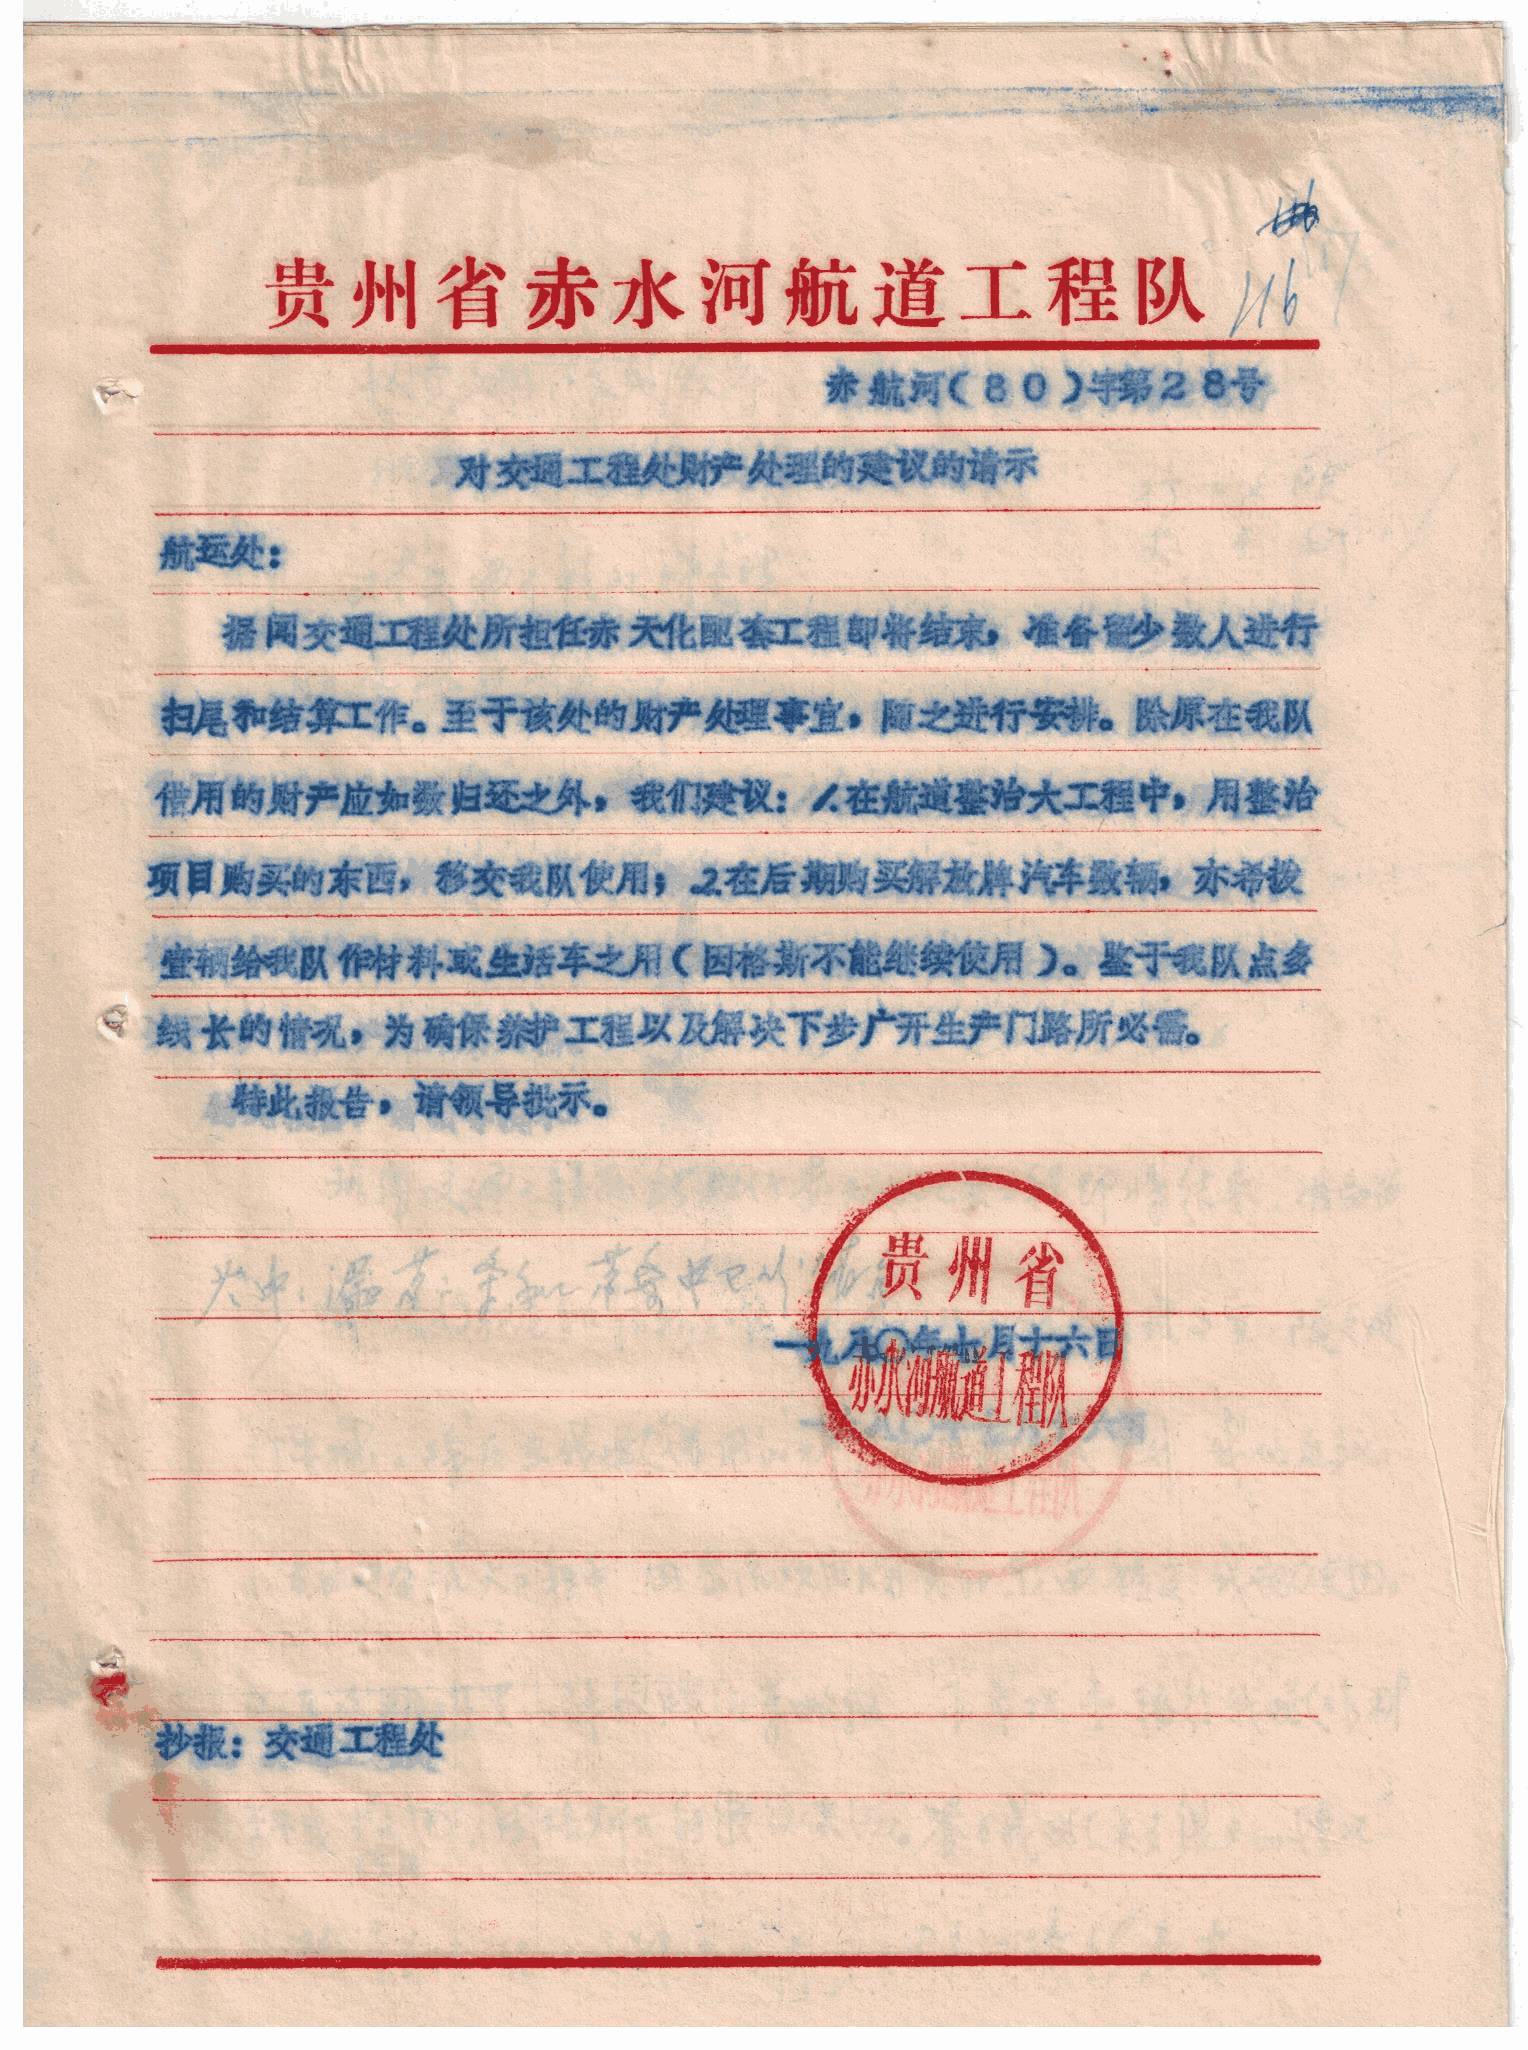 116
贵州省赤水河航道工程队
赤航河(80)字第28号
对交通工程处财产处理的建议的请示
航运处：
据闻交通工程处所担任赤天化配套工程即将结束，准备留少数人进行
扫尾和结算工作。至于该处的财产处理事宜，随之进行安排。除原在我队
借用的财产应如数归还之外，我们建议：1.在航道整治大工程中，用整治
项目购买的东西，移交我队使用；2.在后期购买解放牌汽车数辆，亦希拨
壹辆给我队作材料或生活车之用(因格斯不能继续使用)。鉴于我队点多
线长的情况，为确保养护工程以及解决下步广开生产门路所必需。
特此报告，请领导批示。
贵州省
一九八〇年七月十六日
赤水河航道工程队
抄报：交通工程处